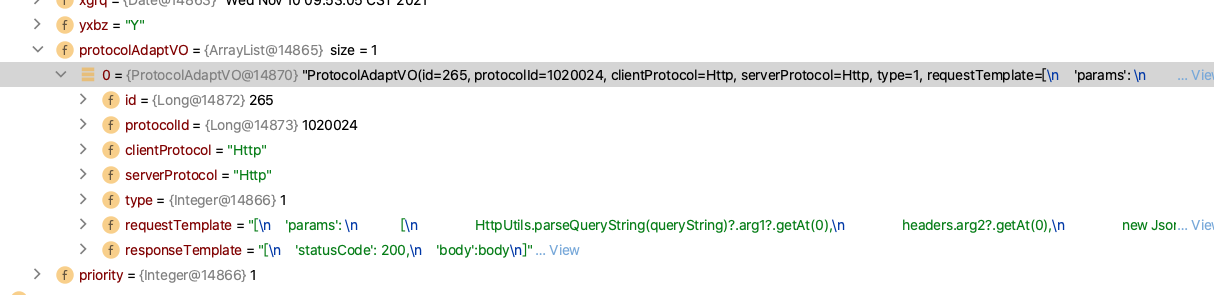 xgrq = {Date@14863} "Wed Nov 10 09:53:05 CST 2021"
f yxbz = "Y"
f protocolAdaptVO = {ArrayList@14865} size = 1
0 = {ProtocolAdaptVO@14870} "ProtocolAdaptVO(id=265, protocolId=1020024, clientProtocol=Http, serverProtocol=Http, type=1, requestTemplate=[\n 'params': \n ... View
f id = {Long@14872} 265
f protocolId = {Long@14873} 1020024
f clientProtocol = "Http"
f serverProtocol = "Http"
f type = {Integer@14866} 1
f requestTemplate = "[\n 'params': \n [\n HttpUtils.parseQueryString(queryString)?.arg1?.getAt(0),\n headers.arg2?.getAt(0),\n new Jsor... View
f responseTemplate = "[\n 'statusCode': 200,\n 'body':body\n]" ... View
f priority = {Integer@14866} 1